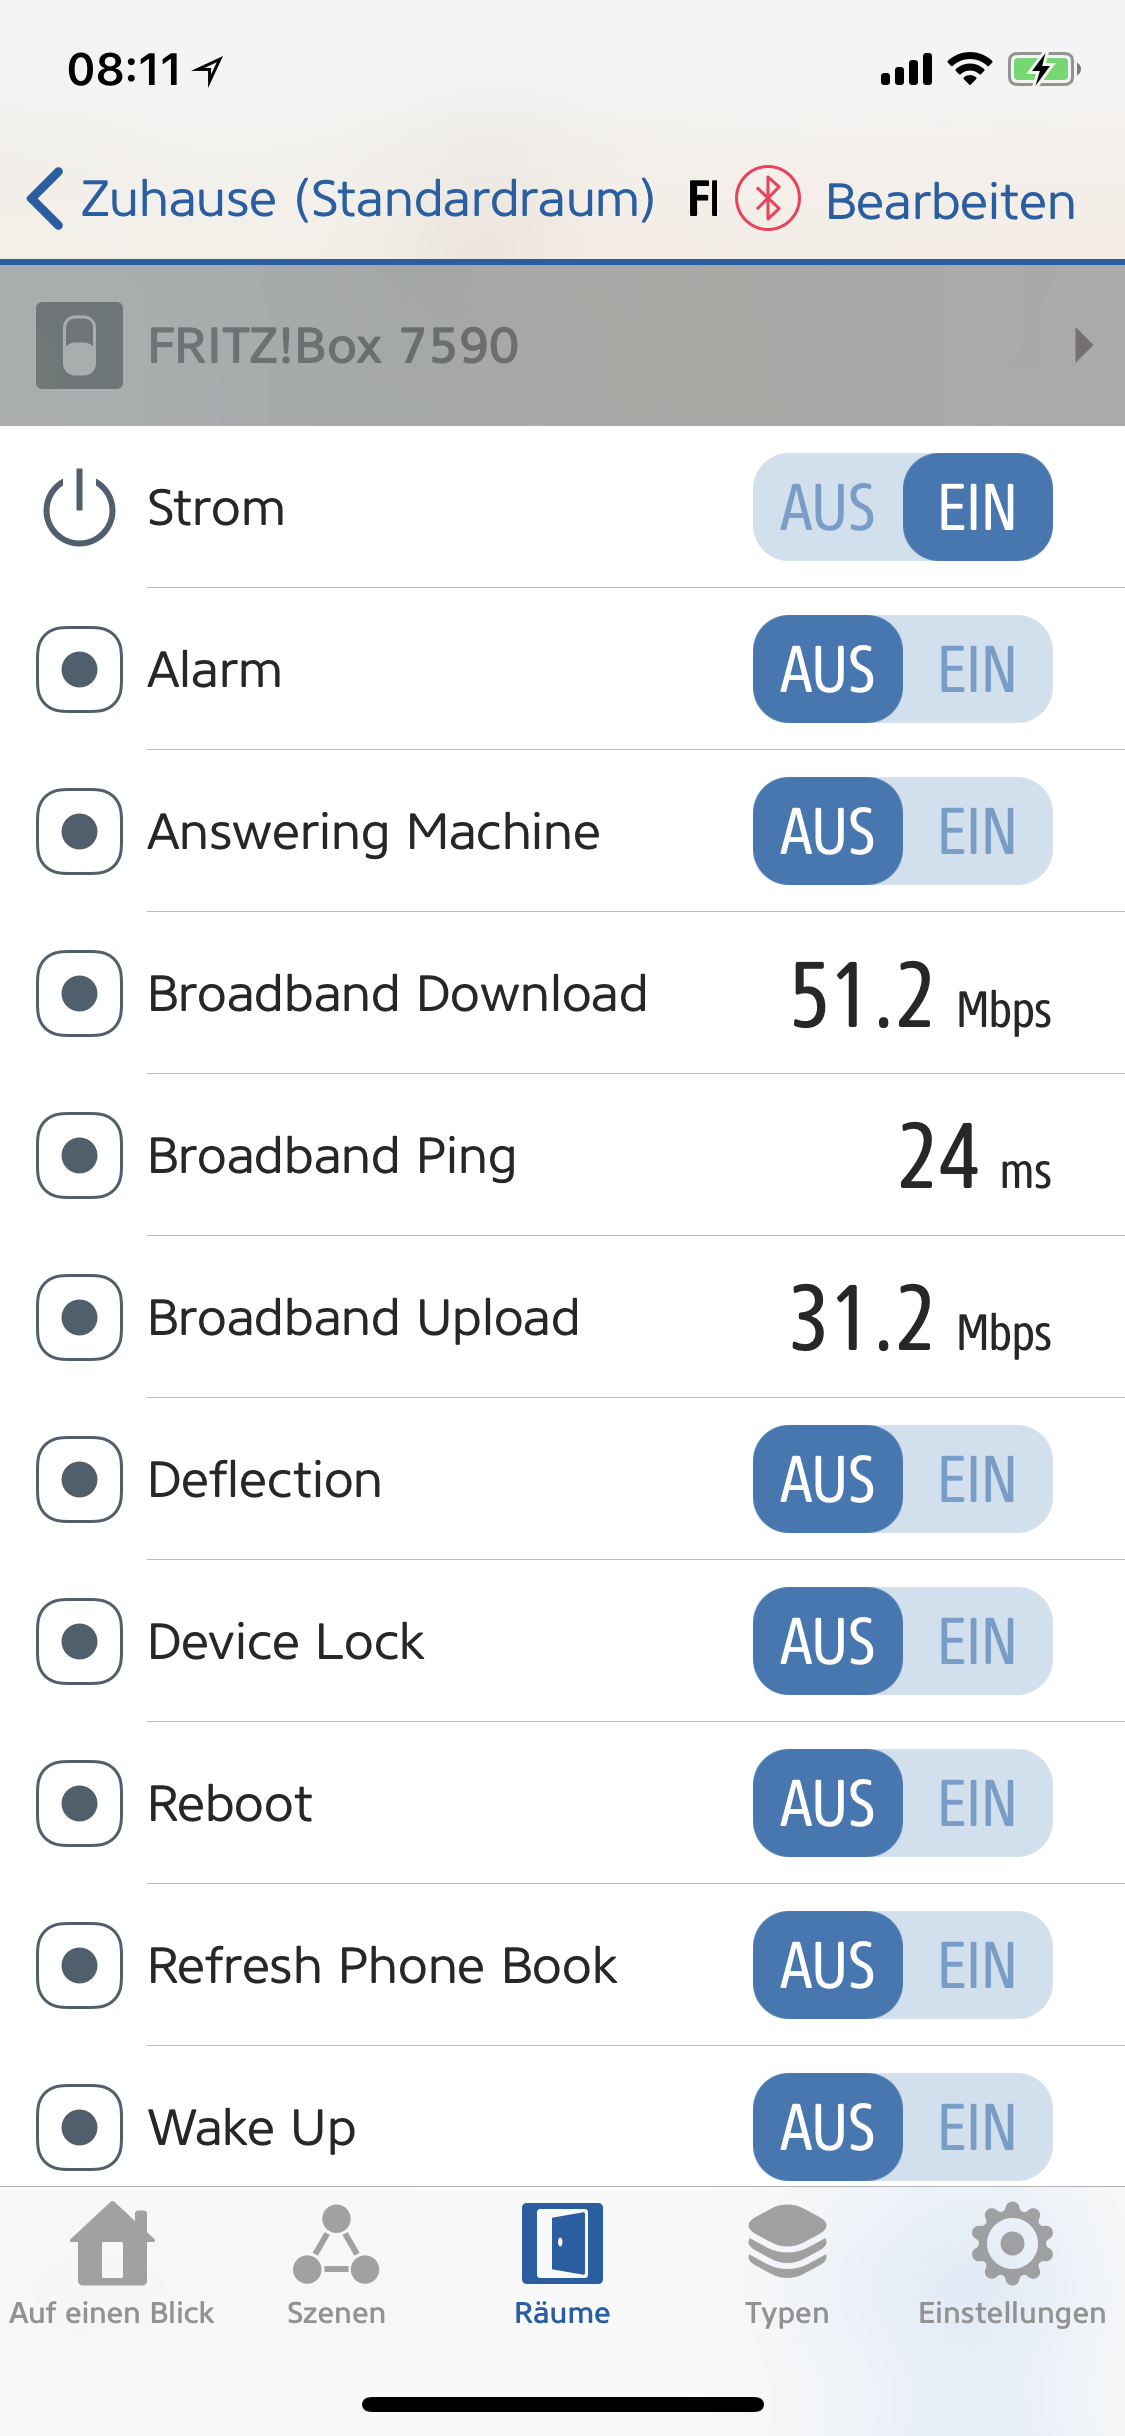 08:11
Zuhause (Standardraum) Bearbeiten
FRITZ!Box 7590
Strom AUS EIN
Alarm AUS EIN
Answering Machine AUS EIN
Broadband Download 51.2 Mbps
Broadband Ping 24 ms
Broadband Upload 31.2 Mbps
Deflection AUS EIN
Device Lock AUS EIN
Reboot AUS EIN
Refresh Phone Book AUS EIN
Wake Up AUS EIN
Auf einen Blick Szenen Räume Typen Einstellungen